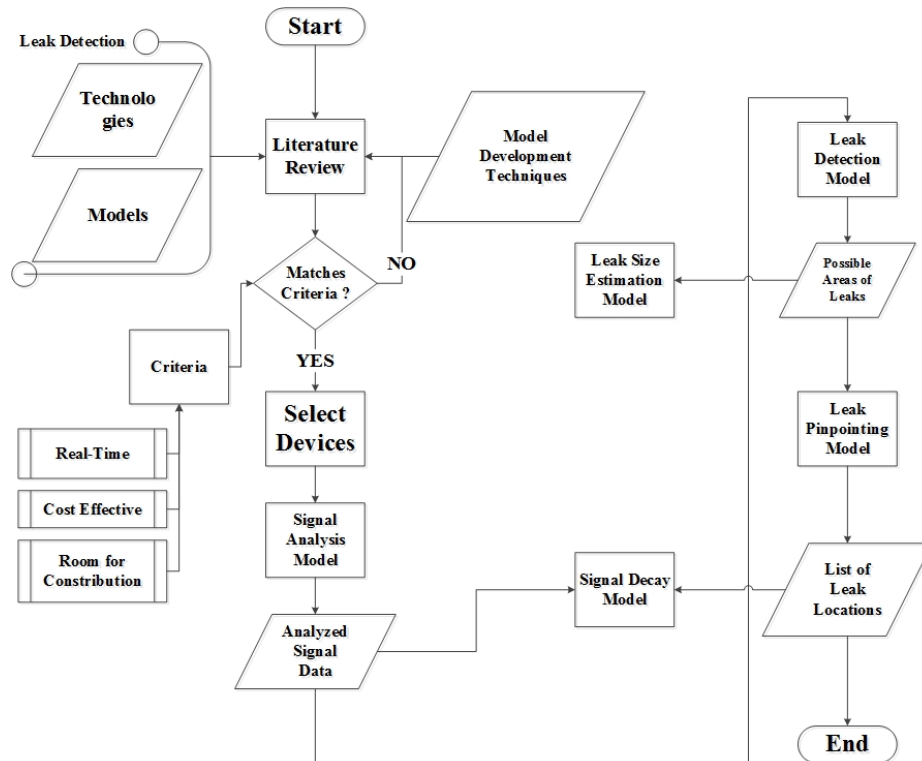 Start
Leak Detection
Technolo
gies
Models
Literature
Review
Model
Development
Techniques
Matches
Criteria ?
NO
YES
Criteria
Real-Time
Cost Effective
Room for
Constribution
Select
Devices
Signal
Analysis
Model
Analyzed
Signal
Data
Signal Decay
Model
Leak
Detection
Model
Possible
Areas of
Leaks
Leak Size
Estimation
Model
Leak
Pinpointing
Model
List of
Leak
Locations
End